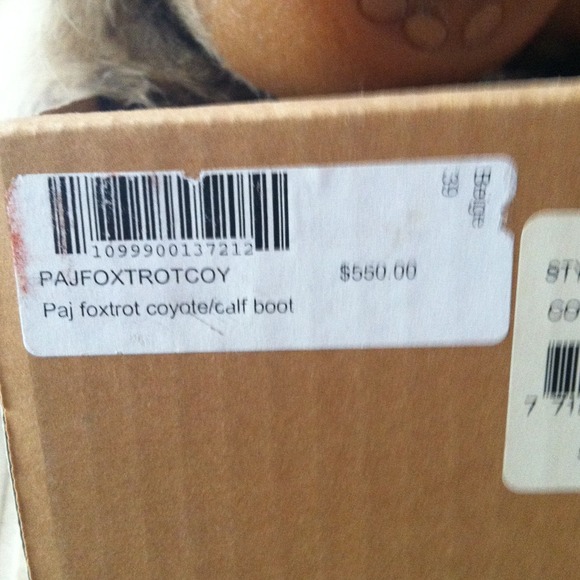 1099900137212
PAJFOXTROTCOY
$550.00
Paj foxtrot coyote/calf boot
Beige
39